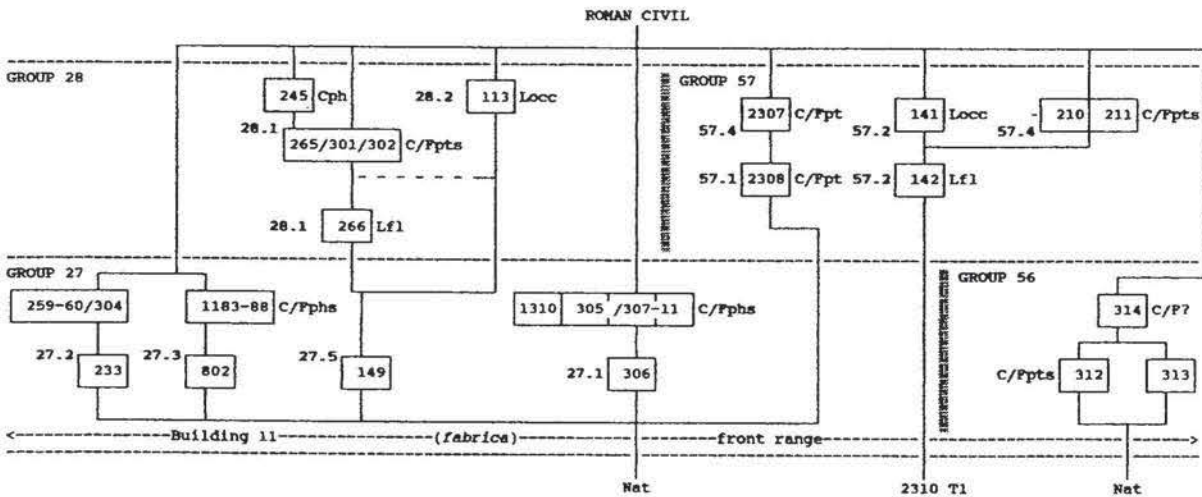 ROMAN CIVIL
GROUP 28
GROUP 57
245 Cph
28.2 113 Locc
2307 C/Fpt
141 Locc
210 211 C/Fpts
28.1
57.4
57.2
57.4
265/301/302 C/Fpts
57.1 2308 C/Fpt
57.2 142 Lfl
28.1 266 Lfl
GROUP 27
GROUP 56
259-60/304
1183-88 C/Fphs
1310 305 /307-11 C/Fphs
314 C/F?
27.2
27.3
27.5
233
802
149
27.1 306
C/Fpts 312
313
Building 11 (fabrica) front range
Nat
2310 T1
Nat